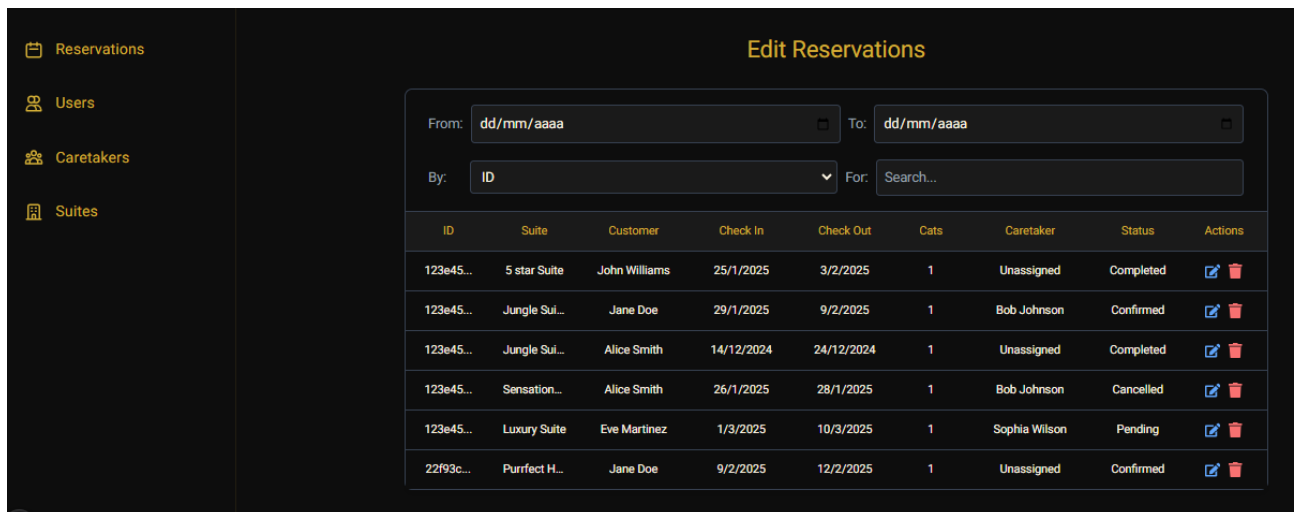 Reservations
Users
Caretakers
Suites
Edit Reservations
From: dd/mm/aaaa To: dd/mm/aaaa
By: ID For: Search...
ID Suite Customer Check In Check Out Cats Caretaker Status Actions
123e45... 5 star Suite John Williams 25/1/2025 3/2/2025 1 Unassigned Completed
123e45... Jungle Sui... Jane Doe 29/1/2025 9/2/2025 1 Bob Johnson Confirmed
123e45... Jungle Sui... Alice Smith 14/12/2024 24/12/2024 1 Unassigned Completed
123e45... Sensation... Alice Smith 26/1/2025 28/1/2025 1 Bob Johnson Cancelled
123e45... Luxury Suite Eve Martinez 1/3/2025 10/3/2025 1 Sophia Wilson Pending
22f93c... Purrfect H... Jane Doe 9/2/2025 12/2/2025 1 Unassigned Confirmed